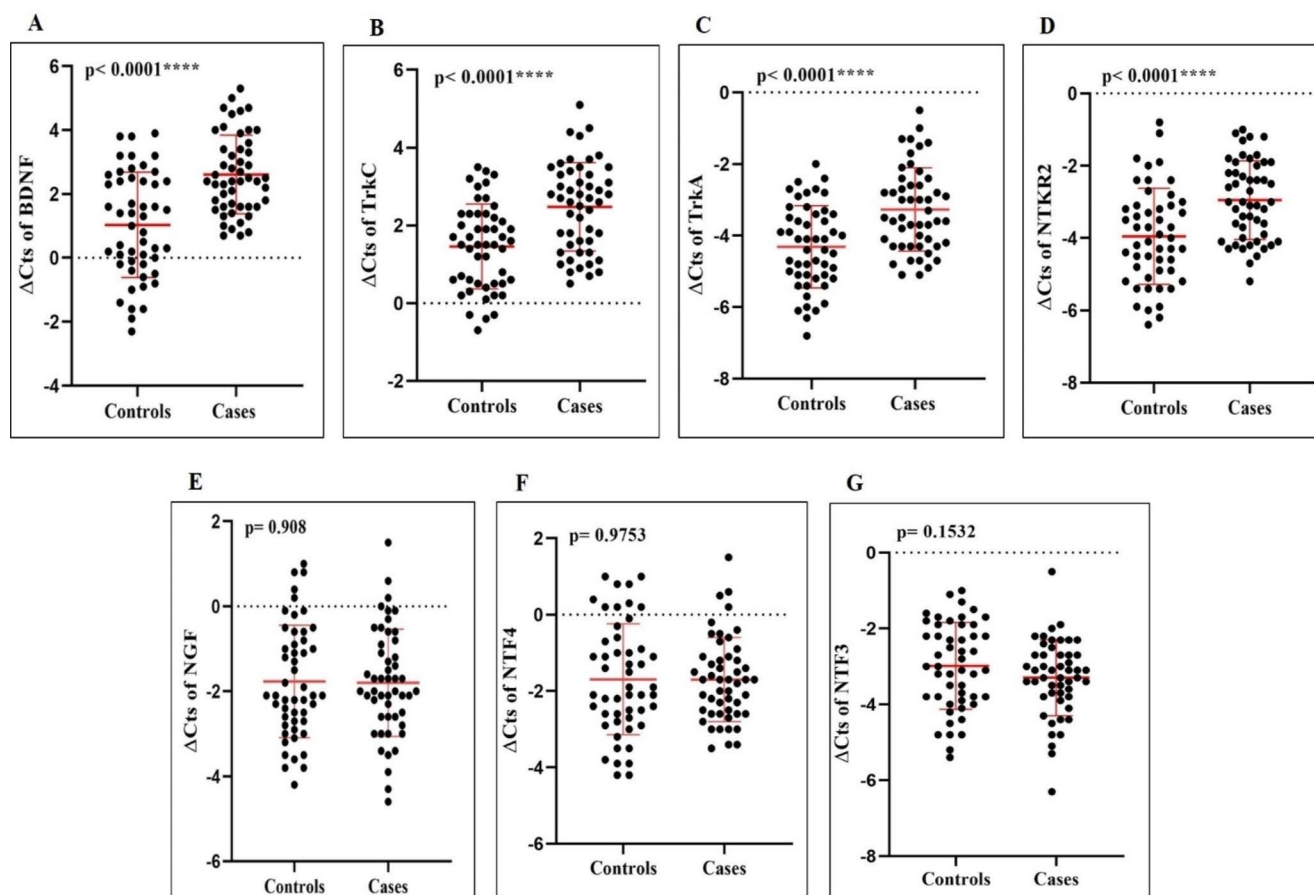 A
p< 0.0001****
ΔCts of BDNF
6
4
2
0
-2
-4
Controls Cases
B
p< 0.0001****
ΔCts of TrkC
6
4
2
0
-2
Controls Cases
C
p< 0.0001****
ΔCts of TrkA
0
-2
-4
-6
-8
Controls Cases
D
p< 0.0001****
ΔCts of NTKR2
0
-2
-4
-6
-8
Controls Cases
E
p= 0.908
ΔCts of NGF
2
0
-2
-4
-6
Controls Cases
F
p= 0.9753
ΔCts of NTF4
2
0
-2
-4
-6
Controls Cases
G
p= 0.1532
ΔCts of NTF3
0
-2
-4
-6
-8
Controls Cases